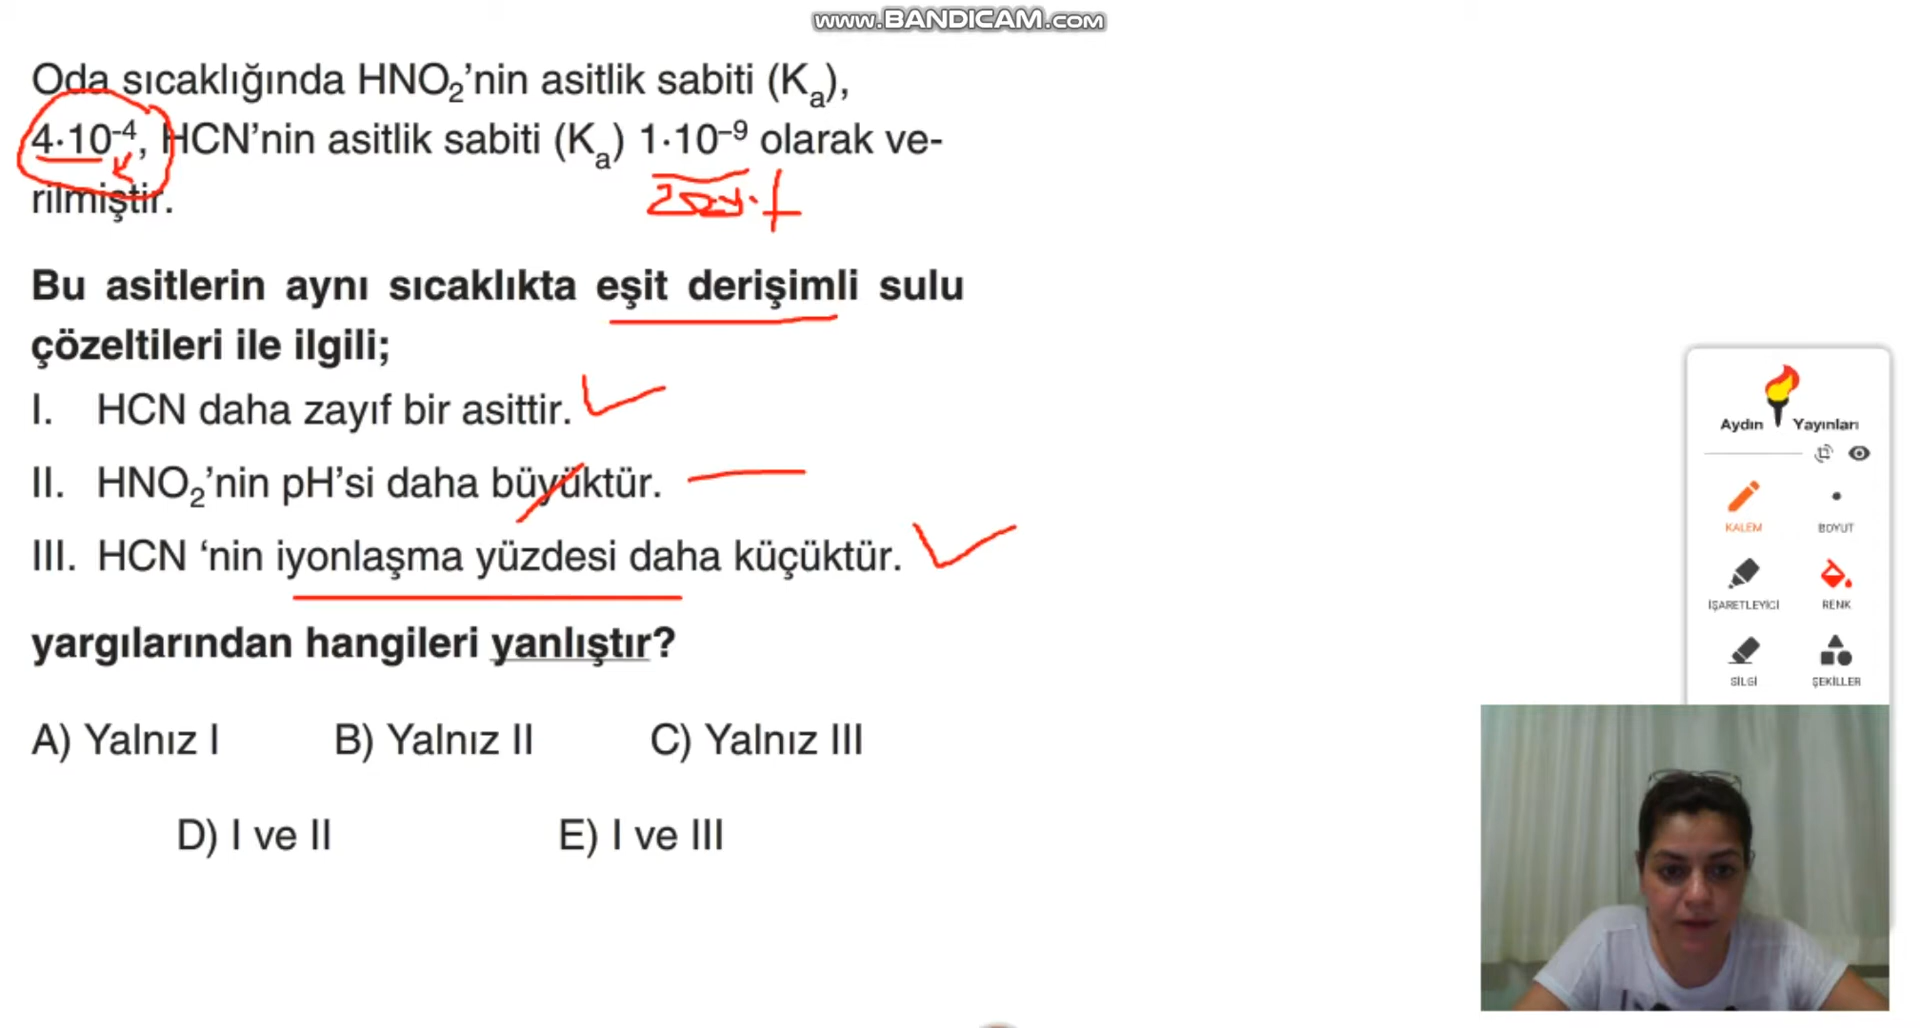 www.BANDICAM.com
Oda sıcaklığında HNO₂’nin asitlik sabiti (Kₐ),
4·10⁻⁴, HCN’nin asitlik sabiti (Kₐ) 1·10⁻⁹ olarak ve-
K
rilmiştir.
zayıf
Bu asitlerin aynı sıcaklıkta eşit derişimli sulu
çözeltileri ile ilgili;
I. HCN daha zayıf bir asittir.
II. HNO₂’nin pH’si daha büyüktür.
III. HCN ‘nin iyonlaşma yüzdesi daha küçüktür.
yargılarından hangileri yanlıştır?
A) Yalnız I B) Yalnız II C) Yalnız III
D) I ve II E) I ve III
Aydın Yayınları
KALEM BOYUT
İŞARETLEYİCİ RENK
SİLGİ ŞEKİLLER